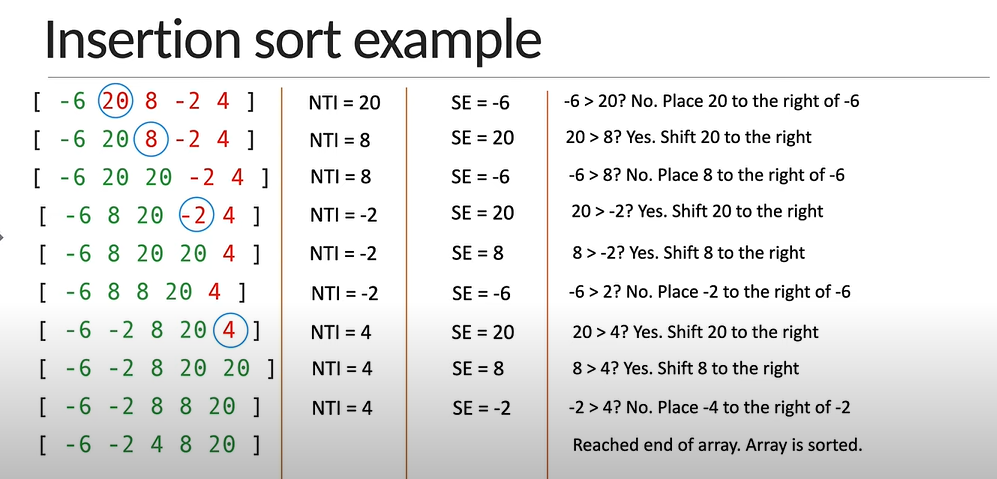 Insertion sort example
[ -6 20 8 -2 4 ] NTI = 20 SE = -6 -6 > 20? No. Place 20 to the right of -6
[ -6 20 8 -2 4 ] NTI = 8 SE = 20 20 > 8? Yes. Shift 20 to the right
[ -6 20 20 -2 4 ] NTI = 8 SE = -6 -6 > 8? No. Place 8 to the right of -6
[ -6 8 20 -2 4 ] NTI = -2 SE = 20 20 > -2? Yes. Shift 20 to the right
[ -6 8 20 20 4 ] NTI = -2 SE = 8 8 > -2? Yes. Shift 8 to the right
[ -6 8 8 20 4 ] NTI = -2 SE = -6 -6 > 2? No. Place -2 to the right of -6
[ -6 -2 8 20 4 ] NTI = 4 SE = 20 20 > 4? Yes. Shift 20 to the right
[ -6 -2 8 20 20 ] NTI = 4 SE = 8 8 > 4? Yes. Shift 8 to the right
[ -6 -2 8 8 20 ] NTI = 4 SE = -2 -2 > 4? No. Place -4 to the right of -2
[ -6 -2 4 8 20 ] Reached end of array. Array is sorted.